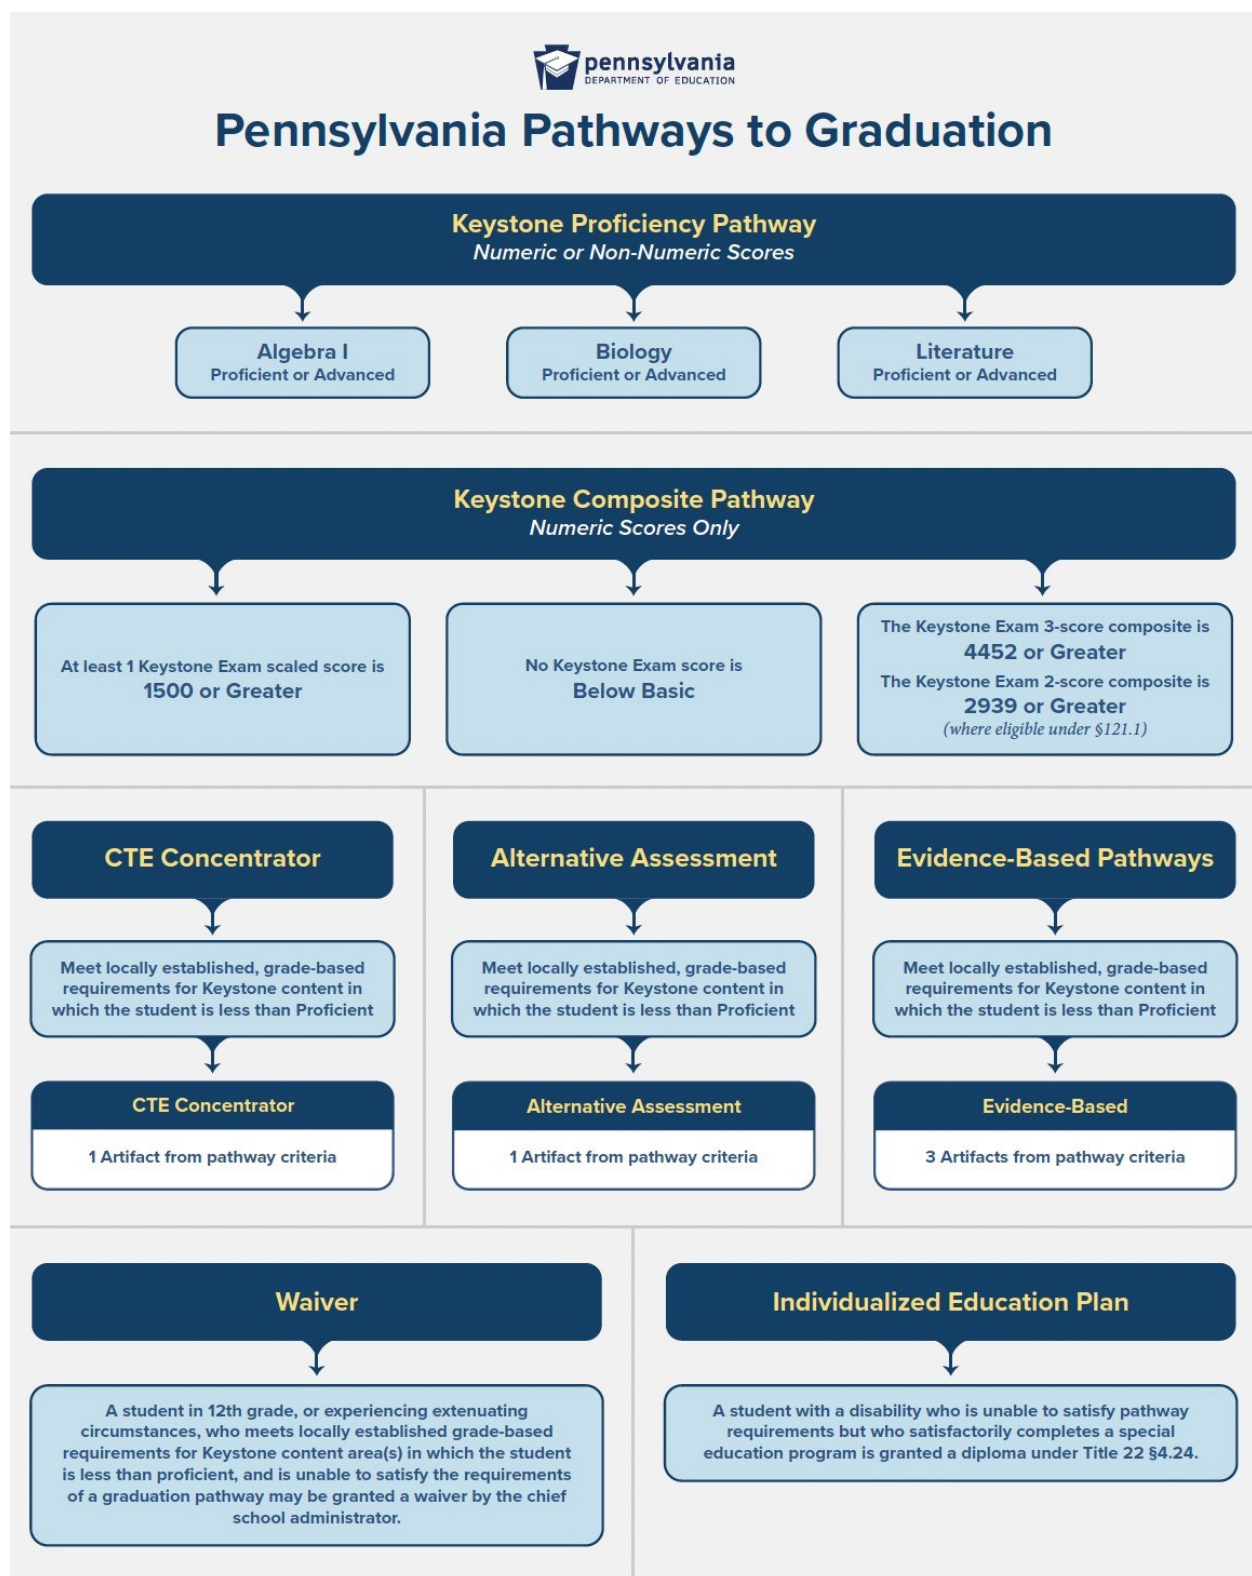 pennsylvania
DEPARTMENT OF EDUCATION
Pennsylvania Pathways to Graduation
Keystone Proficiency Pathway
Numeric or Non-Numeric Scores
Algebra I
Proficient or Advanced
Biology
Proficient or Advanced
Literature
Proficient or Advanced
Keystone Composite Pathway
Numeric Scores Only
At least 1 Keystone Exam scaled score is
1500 or Greater
No Keystone Exam score is
Below Basic
The Keystone Exam 3-score composite is
4452 or Greater
The Keystone Exam 2-score composite is
2939 or Greater
(where eligible under §121.1)
CTE Concentrator
Meet locally established, grade-based
requirements for Keystone content in
which the student is less than Proficient
CTE Concentrator
1 Artifact from pathway criteria
Alternative Assessment
Meet locally established, grade-based
requirements for Keystone content in
which the student is less than Proficient
Alternative Assessment
1 Artifact from pathway criteria
Evidence-Based Pathways
Meet locally established, grade-based
requirements for Keystone content in
which the student is less than Proficient
Evidence-Based
3 Artifacts from pathway criteria
Waiver
A student in 12th grade, or experiencing extenuating
circumstances, who meets locally established grade-based
requirements for Keystone content area(s) in which the student
is less than proficient, and is unable to satisfy the requirements
of a graduation pathway may be granted a waiver by the chief
school administrator.
Individualized Education Plan
A student with a disability who is unable to satisfy pathway
requirements but who satisfactorily completes a special
education program is granted a diploma under Title 22 §4.24.